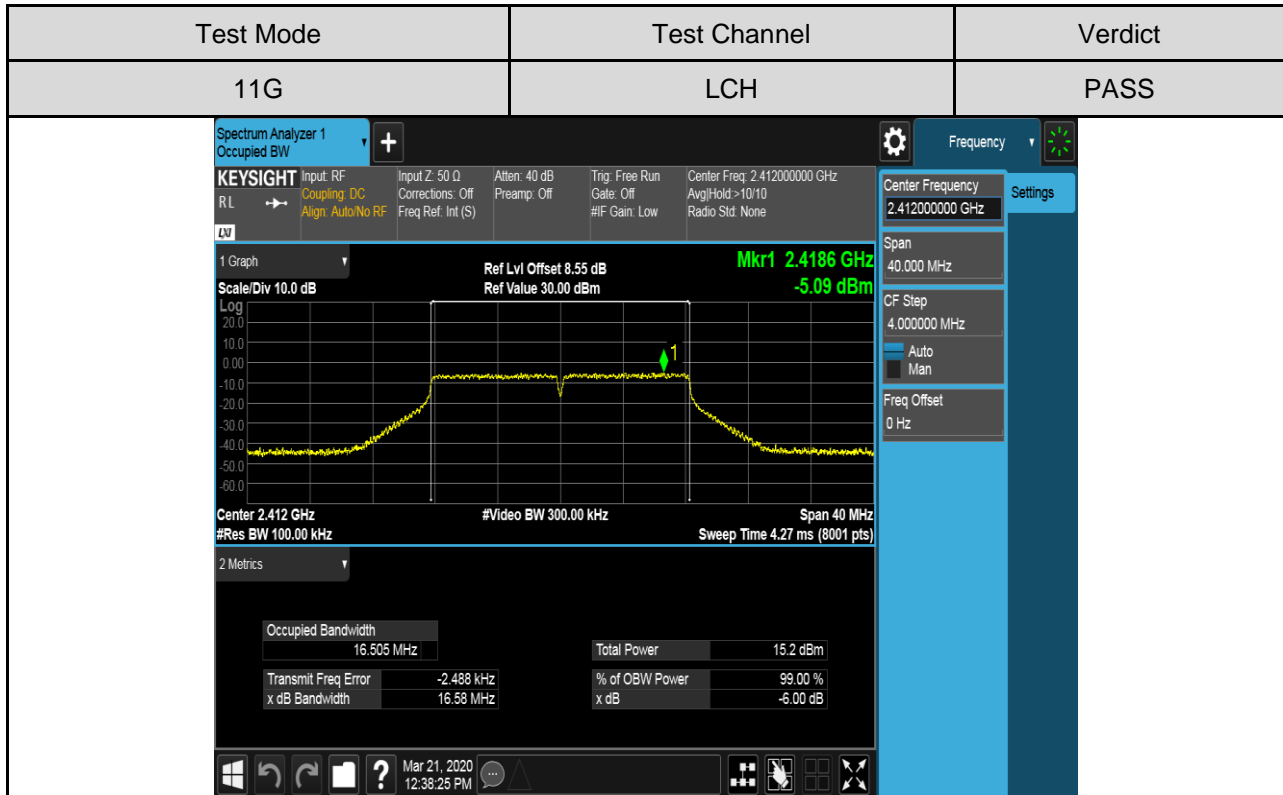 Test Mode Test Channel Verdict
11G LCH PASS
Spectrum Analyzer 1
Occupied BW
+
Frequency
KEYSIGHT
RL
LXI
Input: RF
Coupling: DC
Align: Auto/No RF
Input Z: 50 Ω
Corrections: Off
Freq Ref: Int (S)
Atten: 40 dB
Preamp: Off
Trig: Free Run
Gate: Off
#IF Gain: Low
Center Freq: 2.412000000 GHz
Avg|Hold:>10/10
Radio Std: None
Center Frequency
2.412000000 GHz
Settings
Span
40.000 MHz
CF Step
4.000000 MHz
Auto
Man
Freq Offset
0 Hz
1 Graph
Scale/Div 10.0 dB
Ref Lvl Offset 8.55 dB
Ref Value 30.00 dBm
Mkr1 2.4186 GHz
-5.09 dBm
Log
20.0
10.0
0.00
-10.0
-20.0
-30.0
-40.0
-50.0
-60.0
1
Center 2.412 GHz #Video BW 300.00 kHz Span 40 MHz
#Res BW 100.00 kHz Sweep Time 4.27 ms (8001 pts)
2 Metrics
Occupied Bandwidth
16.505 MHz
Total Power 15.2 dBm
Transmit Freq Error -2.488 kHz
% of OBW Power 99.00 %
x dB Bandwidth 16.58 MHz
x dB -6.00 dB
?
Mar 21, 2020
12:38:25 PM